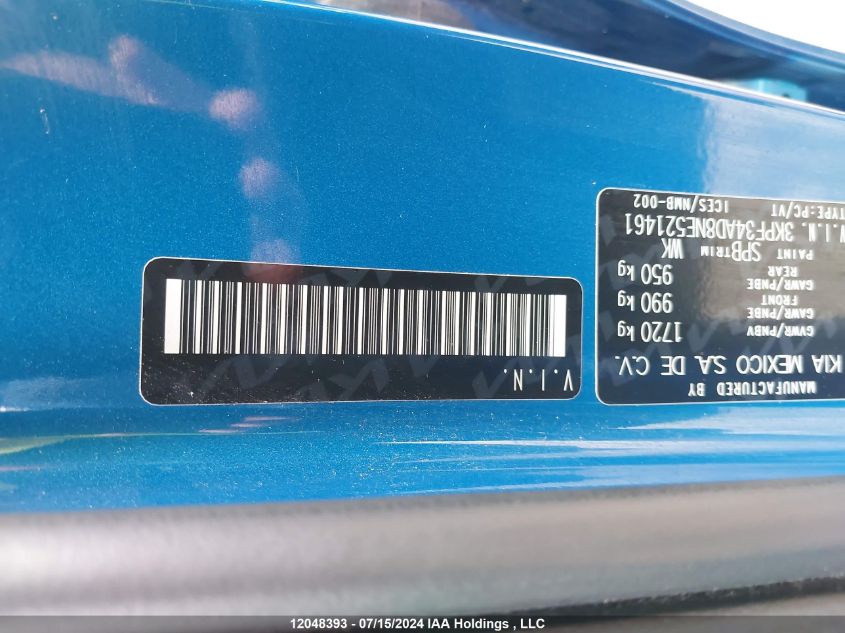 MANUFACTURED BY
KIA MEXICO S.A. DE C.V.
GVWR/PNBV 1720 kg
GAWR/PNBE FRONT 990 kg
GAWR/PNBE REAR 950 kg
PAINT SPB TRIM WK
V.I.N. 3KPF34AD8NE521461
TYPE:PC/VT ICES/NMB-002
V.I.N.
12048393 - 07/15/2024 IAA Holdings, LLC